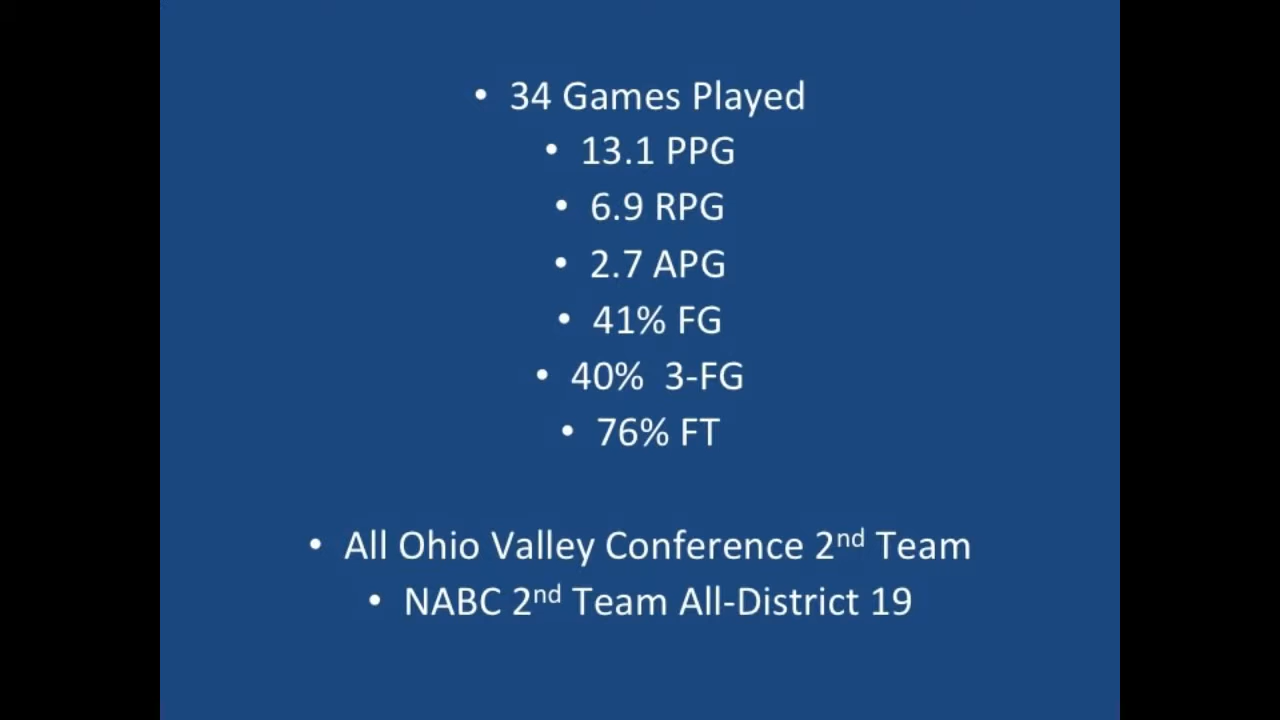 • 34 Games Played
• 13.1 PPG
• 6.9 RPG
• 2.7 APG
• 41% FG
• 40%  3-FG
• 76% FT
• All Ohio Valley Conference 2nd Team
• NABC 2nd Team All-District 19